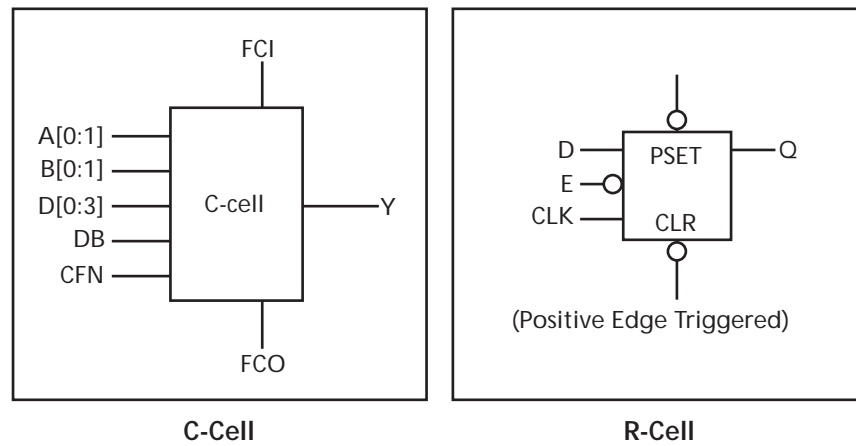 FCI
A[0:1]
B[0:1]
D[0:3]
DB
CFN
C-cell
Y
FCO
C-Cell
D
E
CLK
PSET
CLR
Q
(Positive Edge Triggered)
R-Cell